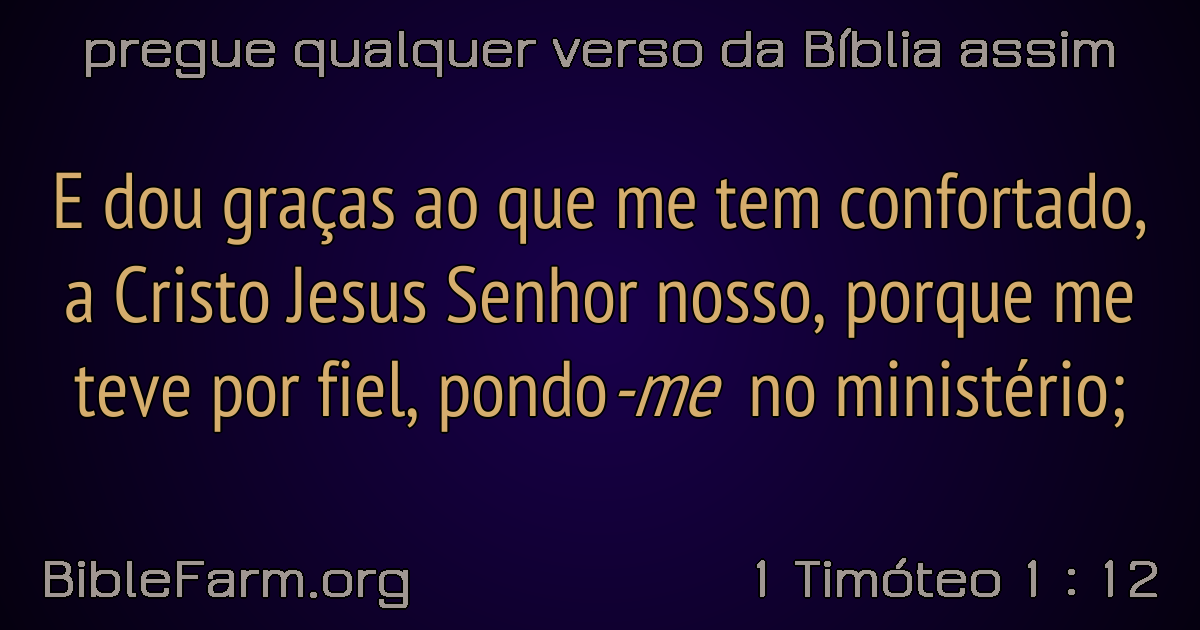 pregue qualquer verso da Bíblia assim
E dou graças ao que me tem confortado,
a Cristo Jesus Senhor nosso, porque me
teve por fiel, pondo-me no ministério;
BibleFarm.org
1 Timóteo 1 : 12